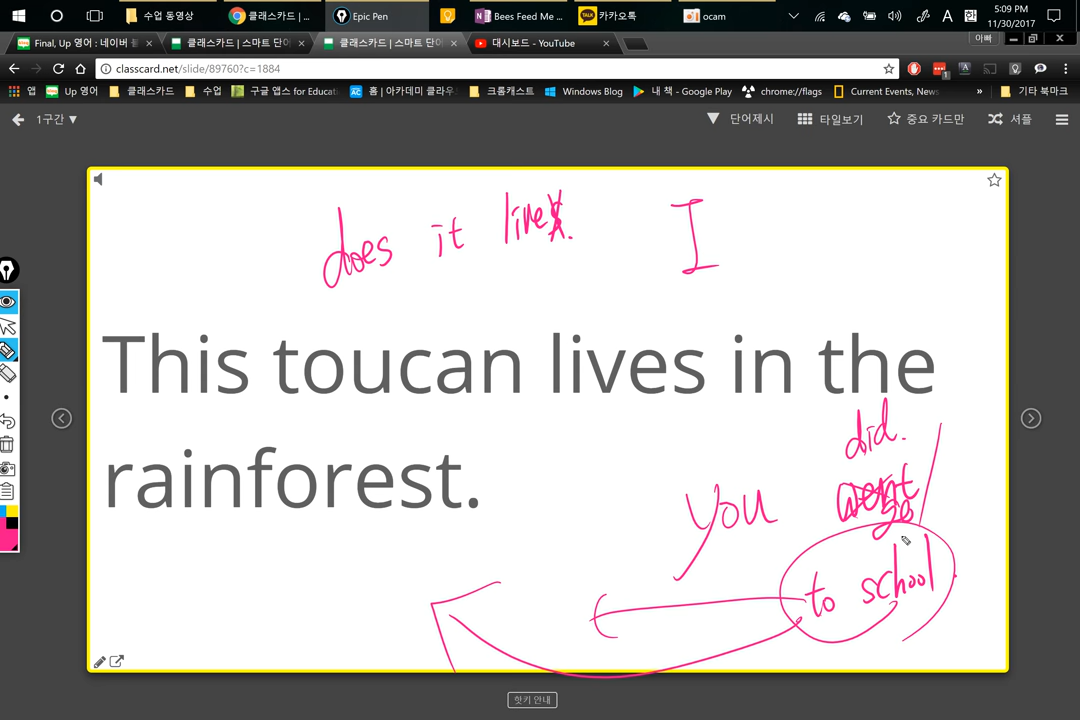 수업 동영상
클래스카드 | ...
Epic Pen
Bees Feed Me ...
카카오톡
ocam
한
5:09 PM
11/30/2017
Final, Up 영어 : 네이버
클래스카드 | 스마트 단어
클래스카드 | 스마트 단어
대시보드 - YouTube
아빠
classcard.net/slide/89760?c=1884
앱
Up 영어
클래스카드
수업
구글 앱스 for Educati
홈 | 아카데미 클라우
크롬캐스트
Windows Blog
내 책 - Google Play
chrome://flags
Current Events, News
»
기타 북마크
1구간 ▼
단어제시
타일보기
중요 카드만
셔플
does it lives. I
This toucan lives in the
rainforest.
did.
you went
go
to school
핫키 안내